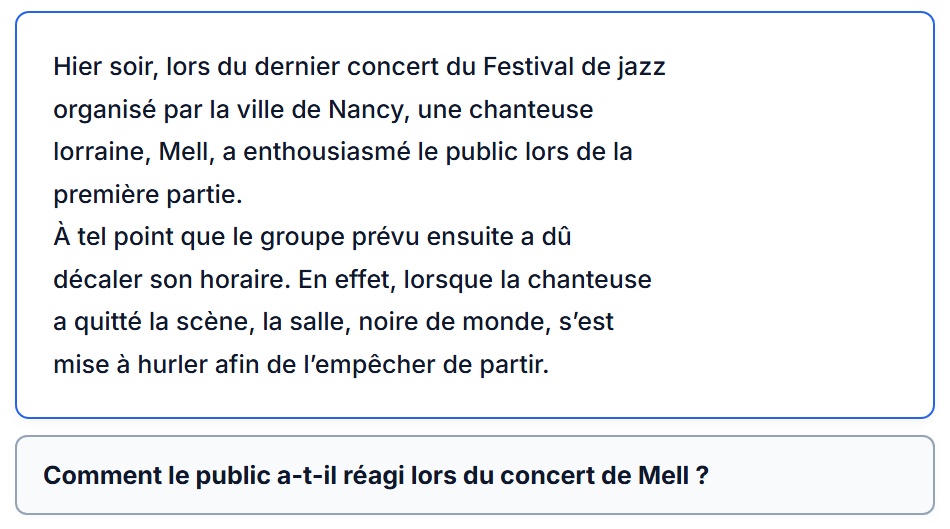 Hier soir, lors du dernier concert du Festival de jazz
organisé par la ville de Nancy, une chanteuse
lorraine, Mell, a enthousiasmé le public lors de la
première partie.
À tel point que le groupe prévu ensuite a dû
décaler son horaire. En effet, lorsque la chanteuse
a quitté la scène, la salle, noire de monde, s’est
mise à hurler afin de l’empêcher de partir.
Comment le public a-t-il réagi lors du concert de Mell ?